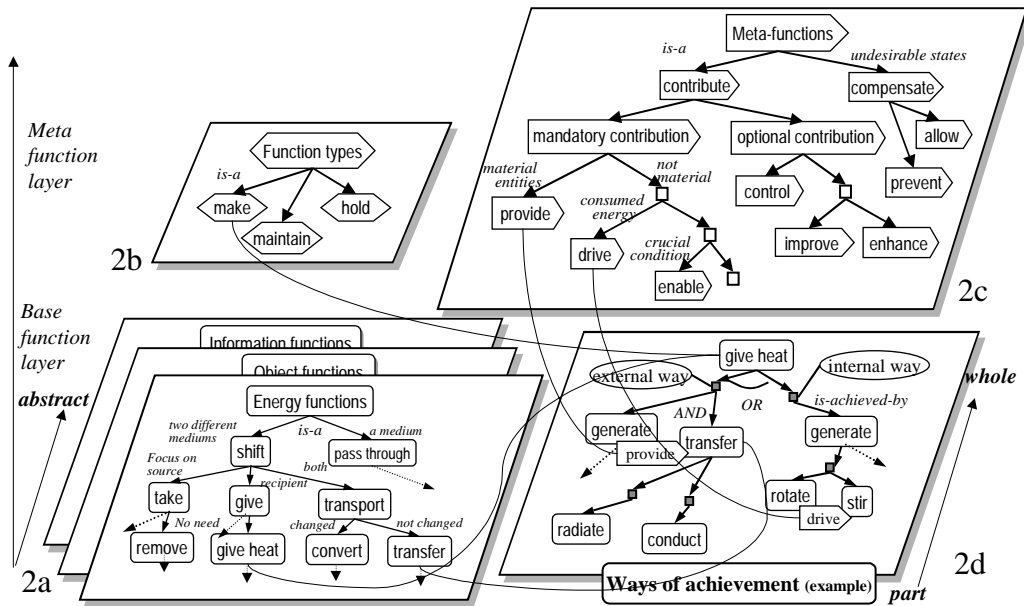 Meta-functions
is-a
undesirable states
contribute
compensate
mandatory contribution
optional contribution
allow
material
entities
not
material
control
prevent
provide
consumed
energy
drive
crucial
condition
improve
enhance
enable
2c
Meta
function
layer
Function types
is-a
make
hold
maintain
2b
Base
function
layer
abstract
Information functions
Object functions
Energy functions
two different
mediums
is-a
a medium
shift
pass through
Focus on
source
recipient
both
take
give
transport
No need
changed
not changed
remove
give heat
convert
transfer
2a
give heat
external way
internal way
whole
AND
OR
is-achieved-by
generate
transfer
generate
provide
rotate
stir
radiate
conduct
drive
2d
part
Ways of achievement (example)